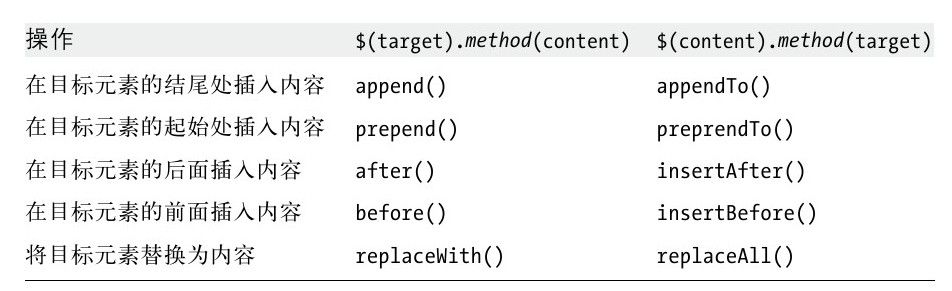 操作 $(target).method(content) $(content).method(target)
在目标元素的结尾处插入内容 append() appendTo()
在目标元素的起始处插入内容 prepend() preprendTo()
在目标元素的后面插入内容 after() insertAfter()
在目标元素的前面插入内容 before() insertBefore()
将目标元素替换为内容 replaceWith() replaceAll()